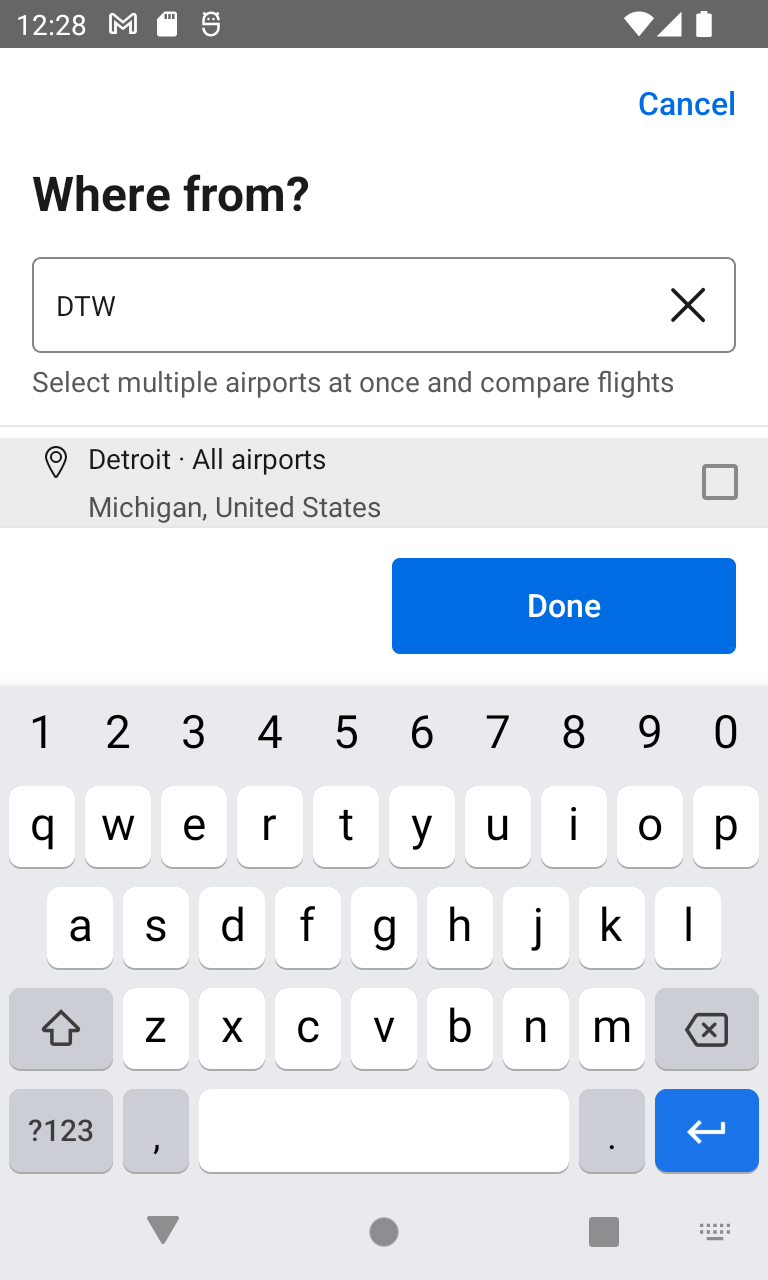 12:28
Cancel
Where from?
DTW
Select multiple airports at once and compare flights
Detroit · All airports
Michigan, United States
Done
1 2 3 4 5 6 7 8 9 0
q w e r t y u i o p
a s d f g h j k l
z x c v b n m
?123 , .